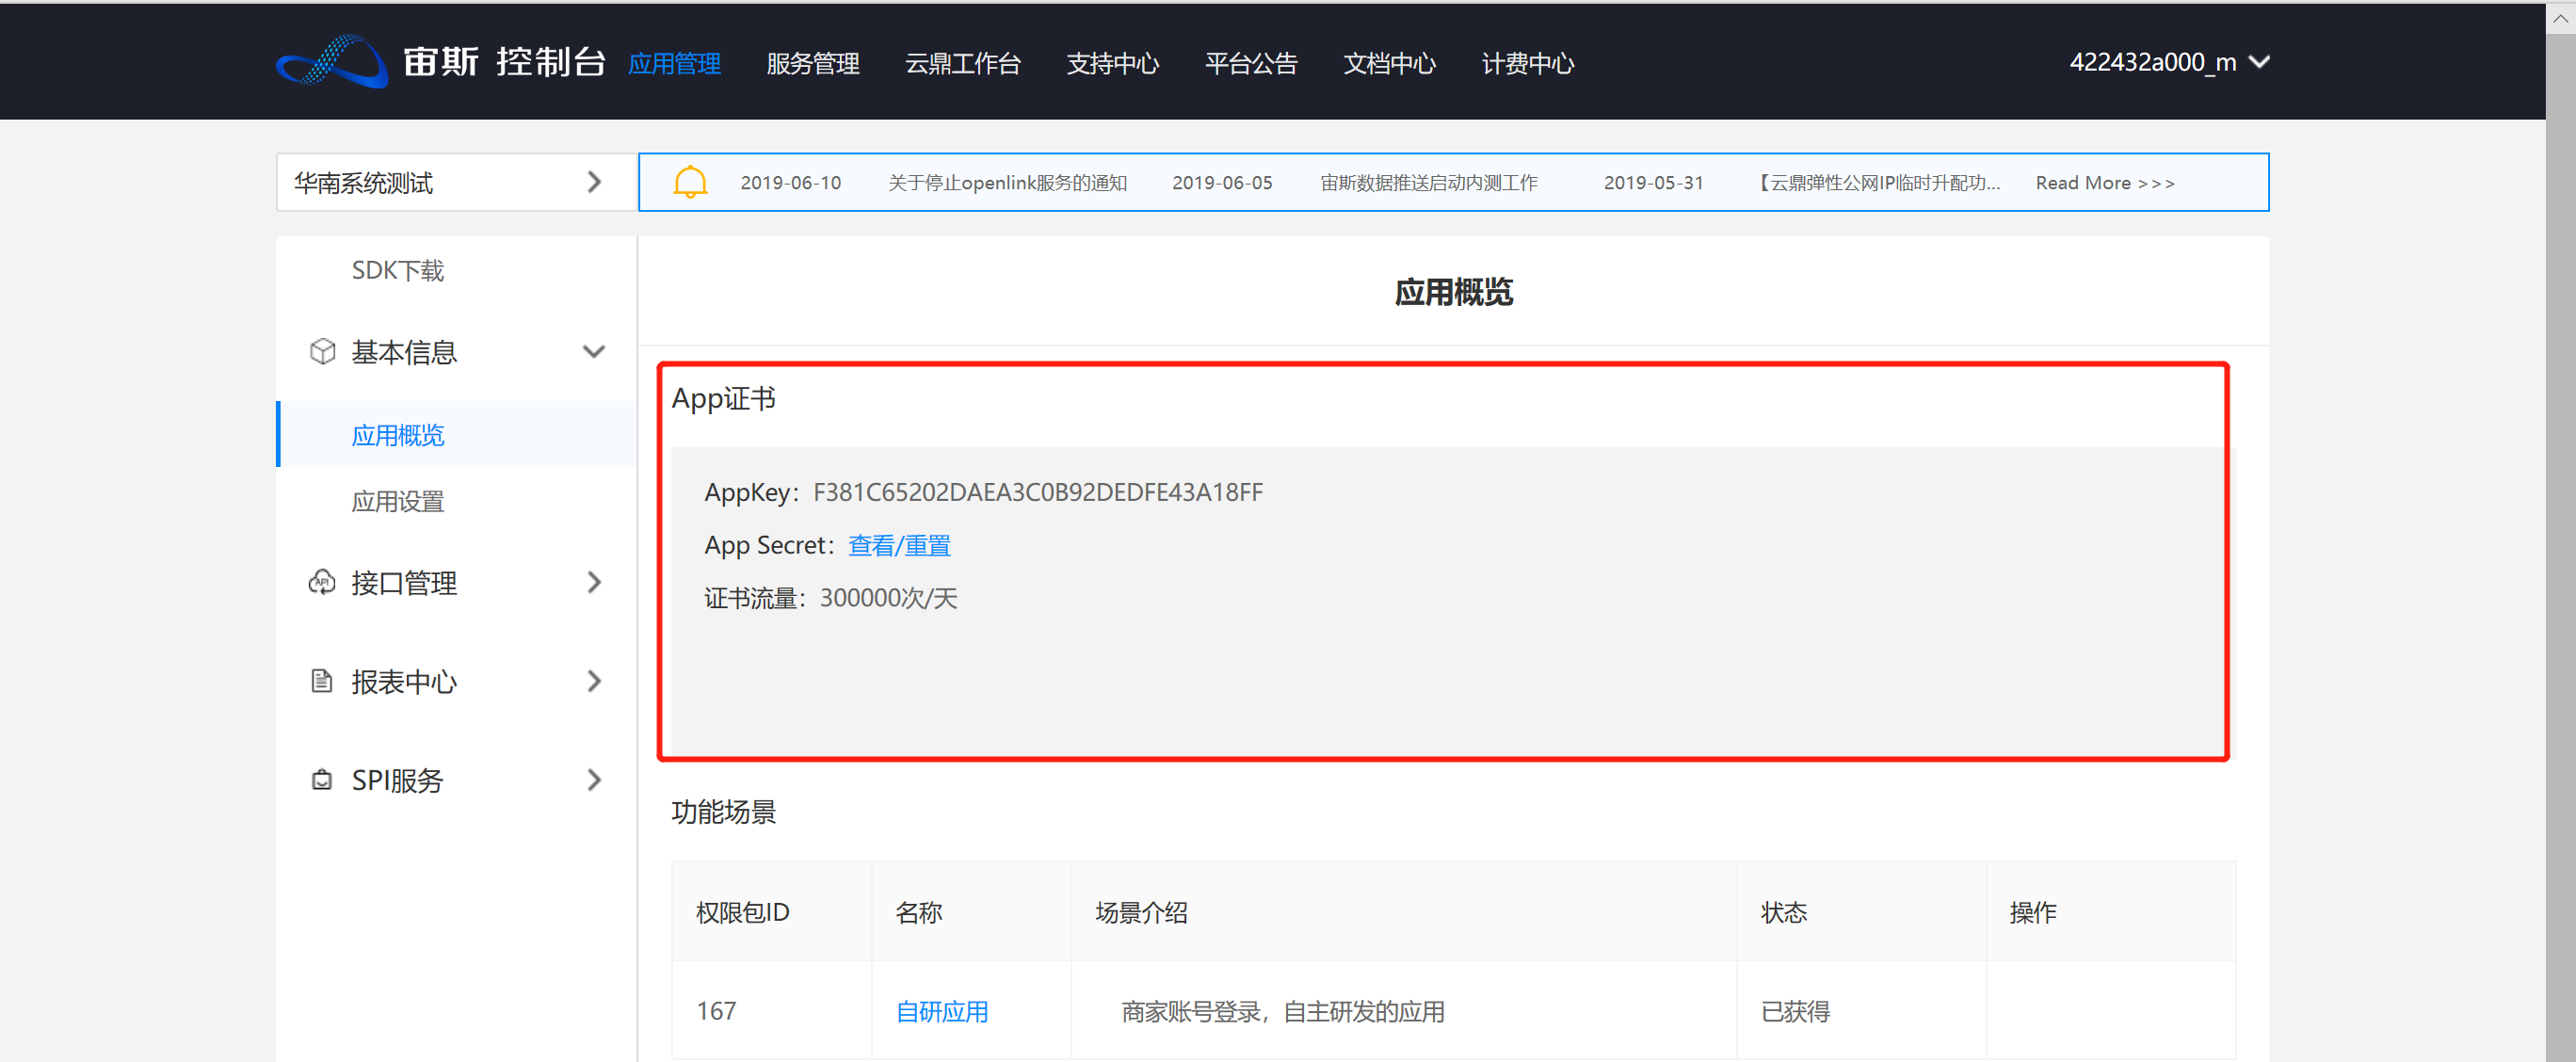 宙斯 控制台 应用管理 服务管理 云鼎工作台 支持中心 平台公告 文档中心 计费中心 422432a000_m
华南系统测试 2019-06-10 关于停止openlink服务的通知 2019-06-05 宙斯数据推送启动内测工作 2019-05-31 【云鼎弹性公网IP临时升配功... Read More >>>
SDK下载
基本信息
应用概览
应用设置
API 接口管理
报表中心
SPI服务
应用概览
App证书
AppKey：F381C65202DAEA3C0B92DEDFE43A18FF
App Secret：查看/重置
证书流量：300000次/天
功能场景
权限包ID 名称 场景介绍 状态 操作
167 自研应用 商家账号登录，自主研发的应用 已获得